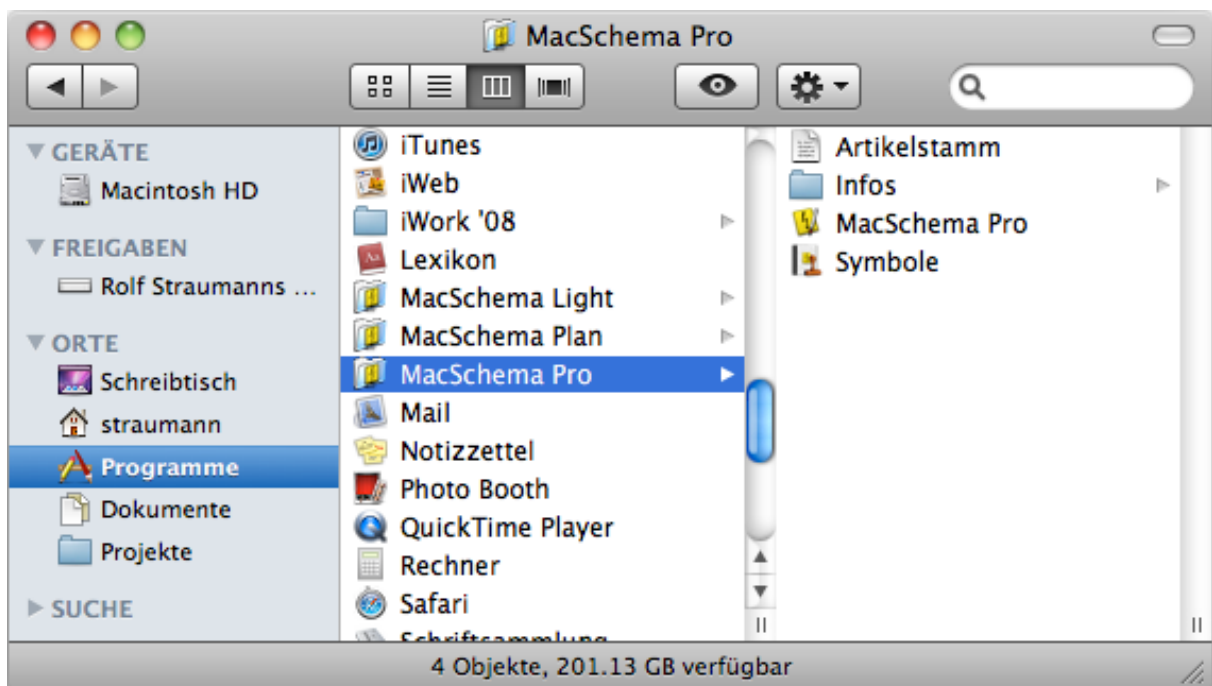 MacSchema Pro
GERÄTE
Macintosh HD
FREIGABEN
Rolf Straumanns ...
ORTE
Schreibtisch
straumann
Programme
Dokumente
Projekte
SUCHE
iTunes
iWeb
iWork '08
Lexikon
MacSchema Light
MacSchema Plan
MacSchema Pro
Mail
Notizzettel
Photo Booth
QuickTime Player
Rechner
Safari
Schriftsammlung
Artikelstamm
Infos
MacSchema Pro
Symbole
4 Objekte, 201.13 GB verfügbar